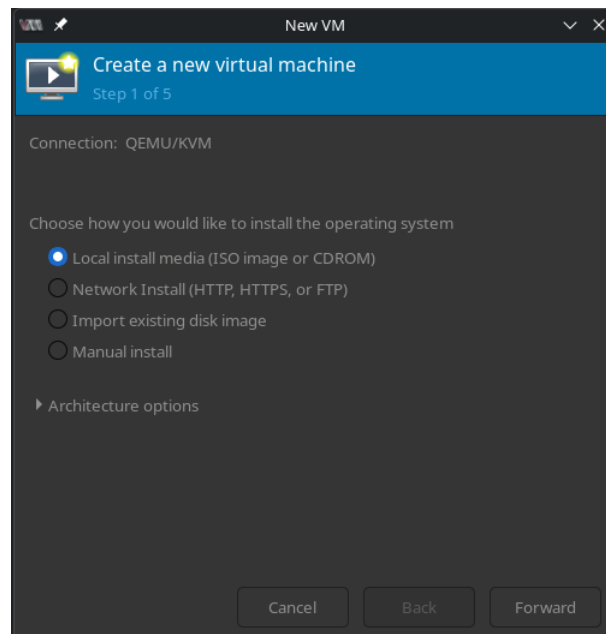 New VM
Create a new virtual machine
Step 1 of 5
Connection: QEMU/KVM
Choose how you would like to install the operating system
Local install media (ISO image or CDROM)
Network Install (HTTP, HTTPS, or FTP)
Import existing disk image
Manual install
Architecture options
Cancel Back Forward